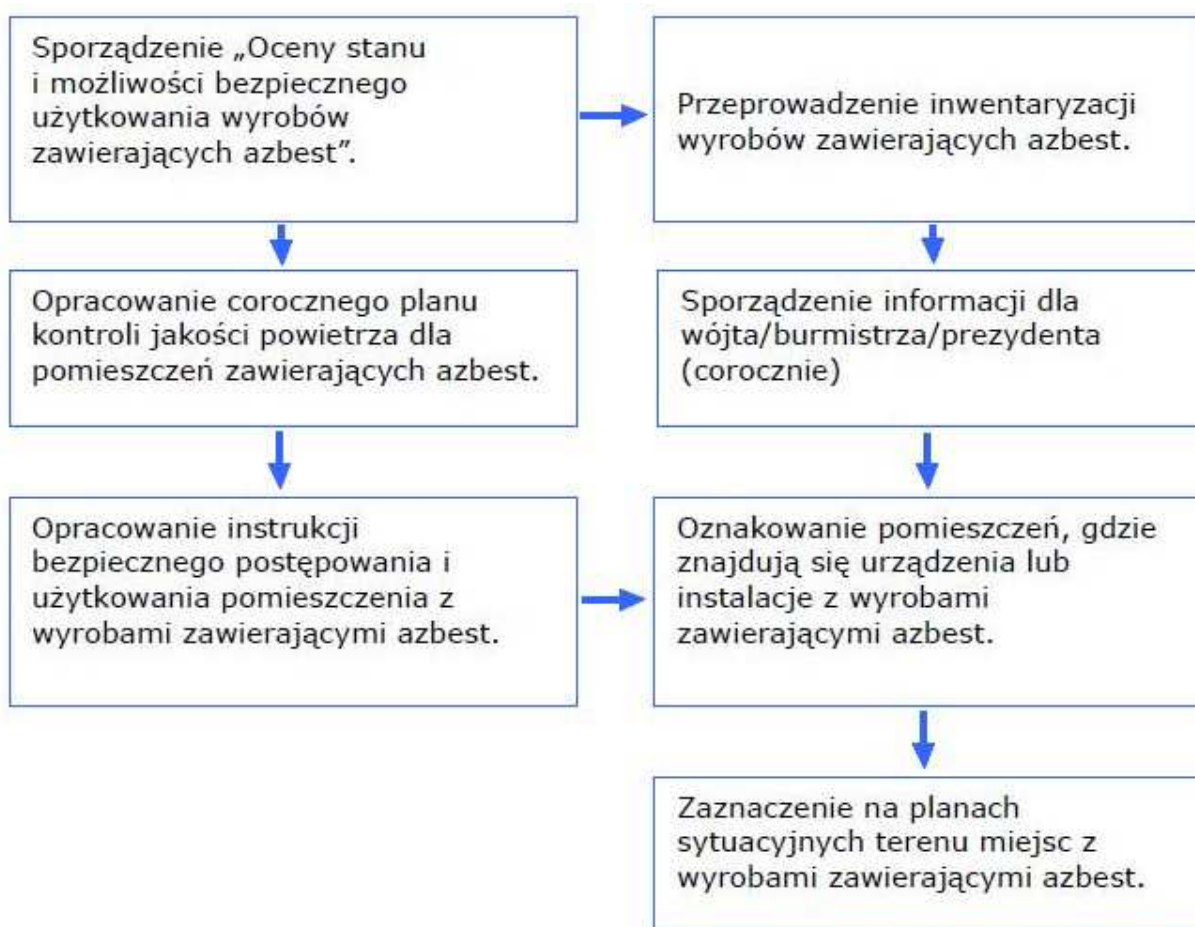 Sporządzenie „Oceny stanu
i możliwości bezpiecznego
użytkowania wyrobów
zawierających azbest”.
Przeprowadzenie inwentaryzacji
wyrobów zawierających azbest.
Opracowanie corocznego planu
kontroli jakości powietrza dla
pomieszczeń zawierających azbest.
Sporządzenie informacji dla
wójta/burmistrza/prezydenta
(corocznie)
Opracowanie instrukcji
bezpiecznego postępowania i
użytkowania pomieszczenia z
wyrobami zawierającymi azbest.
Oznakowanie pomieszczeń, gdzie
znajdują się urządzenia lub
instalacje z wyrobami
zawierającymi azbest.
Zaznaczenie na planach
sytuacyjnych terenu miejsc z
wyrobami zawierającymi azbest.